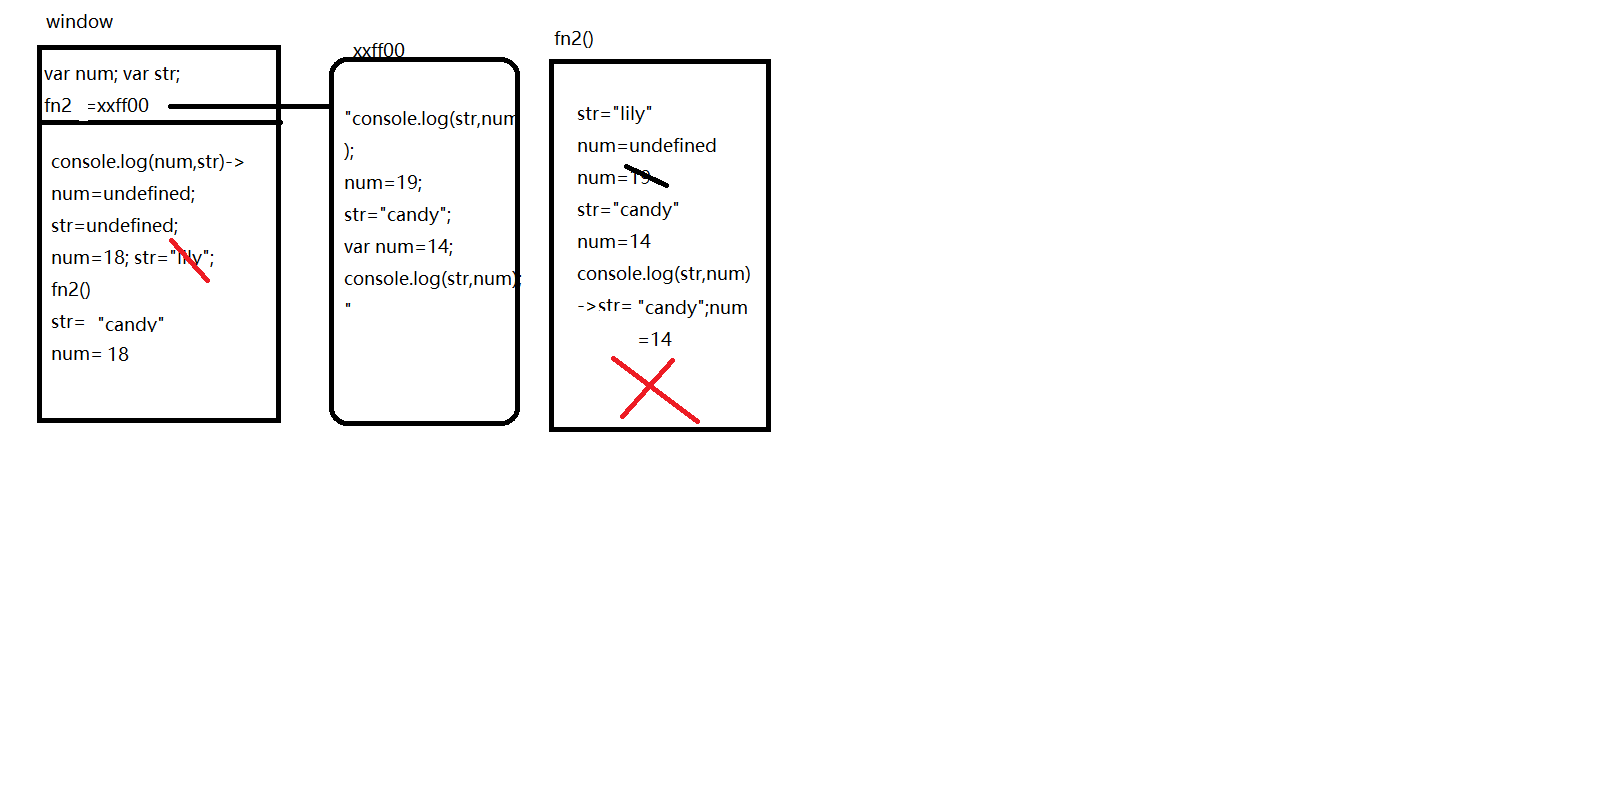 window
var num; var str;
fn2 =xxff00
console.log(num,str)->
num=undefined;
str=undefined;
num=18; str="lily";
fn2()
str= "candy"
num= 18
xxff00
"console.log(str,num
);
num=19;
str="candy";
var num=14;
console.log(str,num);
"
fn2()
str="lily"
num=undefined
num=19
str="candy"
num=14
console.log(str,num)
->str= "candy";num
=14